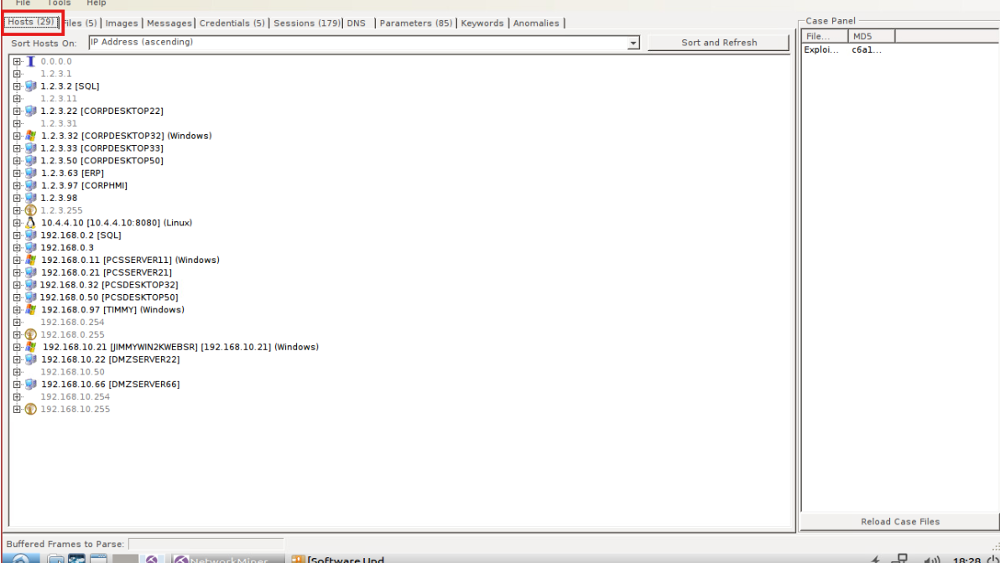 File Tools Help
Hosts (29) Files (5) Images Messages Credentials (5) Sessions (179) DNS Parameters (85) Keywords Anomalies
Case Panel
Sort Hosts On: IP Address (ascending) Sort and Refresh
File... MD5
Exploi... c6a1...
0.0.0.0
1.2.3.1
1.2.3.2 [SQL]
1.2.3.11
1.2.3.22 [CORPDESKTOP22]
1.2.3.31
1.2.3.32 [CORPDESKTOP32] (Windows)
1.2.3.33 [CORPDESKTOP33]
1.2.3.50 [CORPDESKTOP50]
1.2.3.63 [ERP]
1.2.3.97 [CORPHMI]
1.2.3.98
1.2.3.255
10.4.4.10 [10.4.4.10:8080] (Linux)
192.168.0.2 [SQL]
192.168.0.3
192.168.0.11 [PCSSERVER11] (Windows)
192.168.0.21 [PCSSERVER21]
192.168.0.32 [PCSDESKTOP32]
192.168.0.50 [PCSDESKTOP50]
192.168.0.97 [TIMMY] (Windows)
192.168.0.254
192.168.0.255
192.168.10.21 [JIMMYWIN2KWEBSR] [192.168.10.21] (Windows)
192.168.10.22 [DMZSERVER22]
192.168.10.50
192.168.10.66 [DMZSERVER66]
192.168.10.254
192.168.10.255
Reload Case Files
Buffered Frames to Parse:
NetworkMiner [Software Upd 18:28